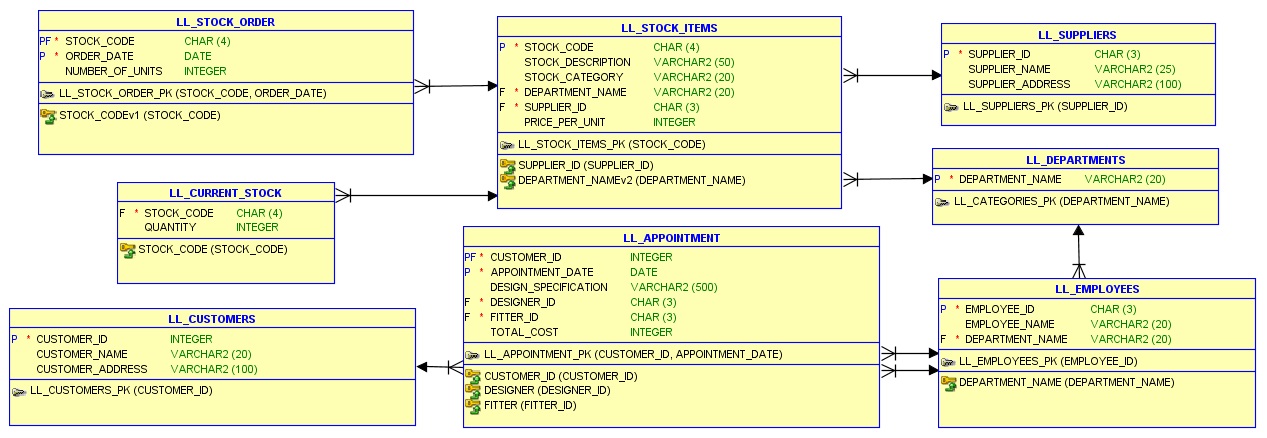 LL_STOCK_ORDER
PF * STOCK_CODE CHAR (4)
P * ORDER_DATE DATE
NUMBER_OF_UNITS INTEGER
LL_STOCK_ORDER_PK (STOCK_CODE, ORDER_DATE)
STOCK_CODEv1 (STOCK_CODE)
LL_STOCK_ITEMS
P * STOCK_CODE CHAR (4)
STOCK_DESCRIPTION VARCHAR2 (50)
STOCK_CATEGORY VARCHAR2 (20)
F * DEPARTMENT_NAME VARCHAR2 (20)
F * SUPPLIER_ID CHAR (3)
PRICE_PER_UNIT INTEGER
LL_STOCK_ITEMS_PK (STOCK_CODE)
SUPPLIER_ID (SUPPLIER_ID)
DEPARTMENT_NAMEv2 (DEPARTMENT_NAME)
LL_SUPPLIERS
P * SUPPLIER_ID CHAR (3)
SUPPLIER_NAME VARCHAR2 (25)
SUPPLIER_ADDRESS VARCHAR2 (100)
LL_SUPPLIERS_PK (SUPPLIER_ID)
LL_DEPARTMENTS
P * DEPARTMENT_NAME VARCHAR2 (20)
LL_CATEGORIES_PK (DEPARTMENT_NAME)
LL_CURRENT_STOCK
F * STOCK_CODE CHAR (4)
QUANTITY INTEGER
STOCK_CODE (STOCK_CODE)
LL_APPOINTMENT
PF * CUSTOMER_ID INTEGER
P * APPOINTMENT_DATE DATE
DESIGN_SPECIFICATION VARCHAR2 (500)
F * DESIGNER_ID CHAR (3)
F * FITTER_ID CHAR (3)
TOTAL_COST INTEGER
LL_APPOINTMENT_PK (CUSTOMER_ID, APPOINTMENT_DATE)
CUSTOMER_ID (CUSTOMER_ID)
DESIGNER (DESIGNER_ID)
FITTER (FITTER_ID)
LL_EMPLOYEES
P * EMPLOYEE_ID CHAR (3)
EMPLOYEE_NAME VARCHAR2 (20)
F * DEPARTMENT_NAME VARCHAR2 (20)
LL_EMPLOYEES_PK (EMPLOYEE_ID)
DEPARTMENT_NAME (DEPARTMENT_NAME)
LL_CUSTOMERS
P * CUSTOMER_ID INTEGER
CUSTOMER_NAME VARCHAR2 (20)
CUSTOMER_ADDRESS VARCHAR2 (100)
LL_CUSTOMERS_PK (CUSTOMER_ID)